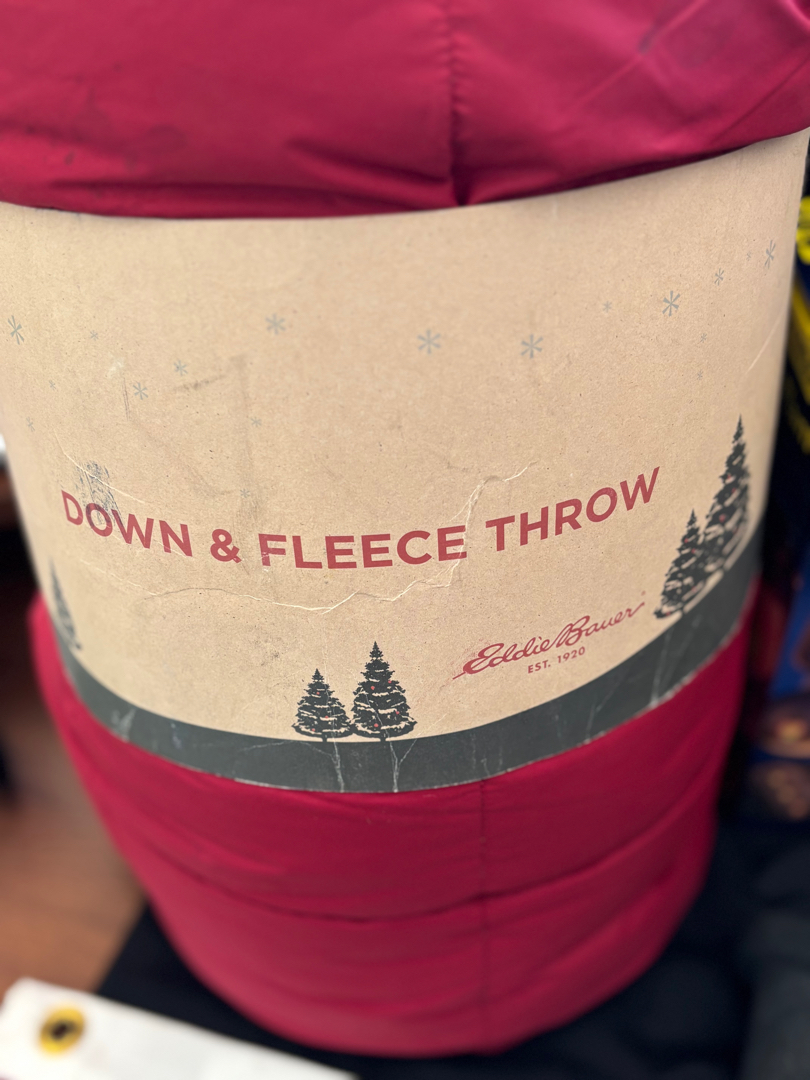 DOWN & FLEECE THROW
Eddie Bauer
EST. 1920